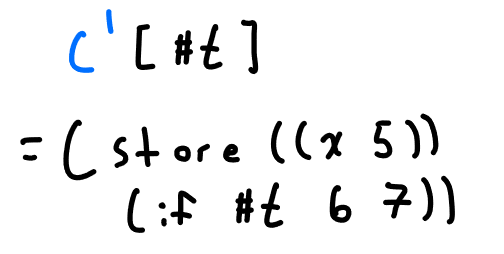 C' [#t]
= (store ((x 5))
(if #t 6 7))